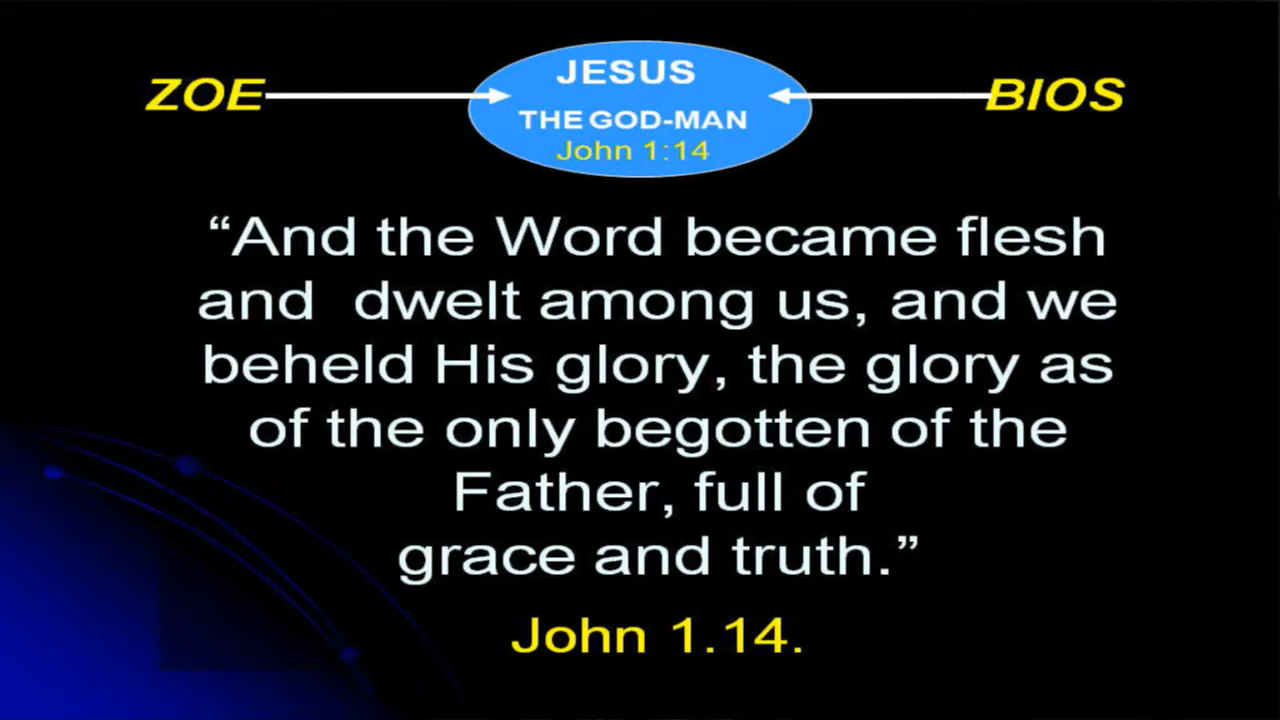 JESUS
ZOE BIOS
THE GOD-MAN
John 1:14
“And the Word became flesh
and dwelt among us, and we
beheld His glory, the glory as
of the only begotten of the
Father, full of
grace and truth.”
John 1.14.